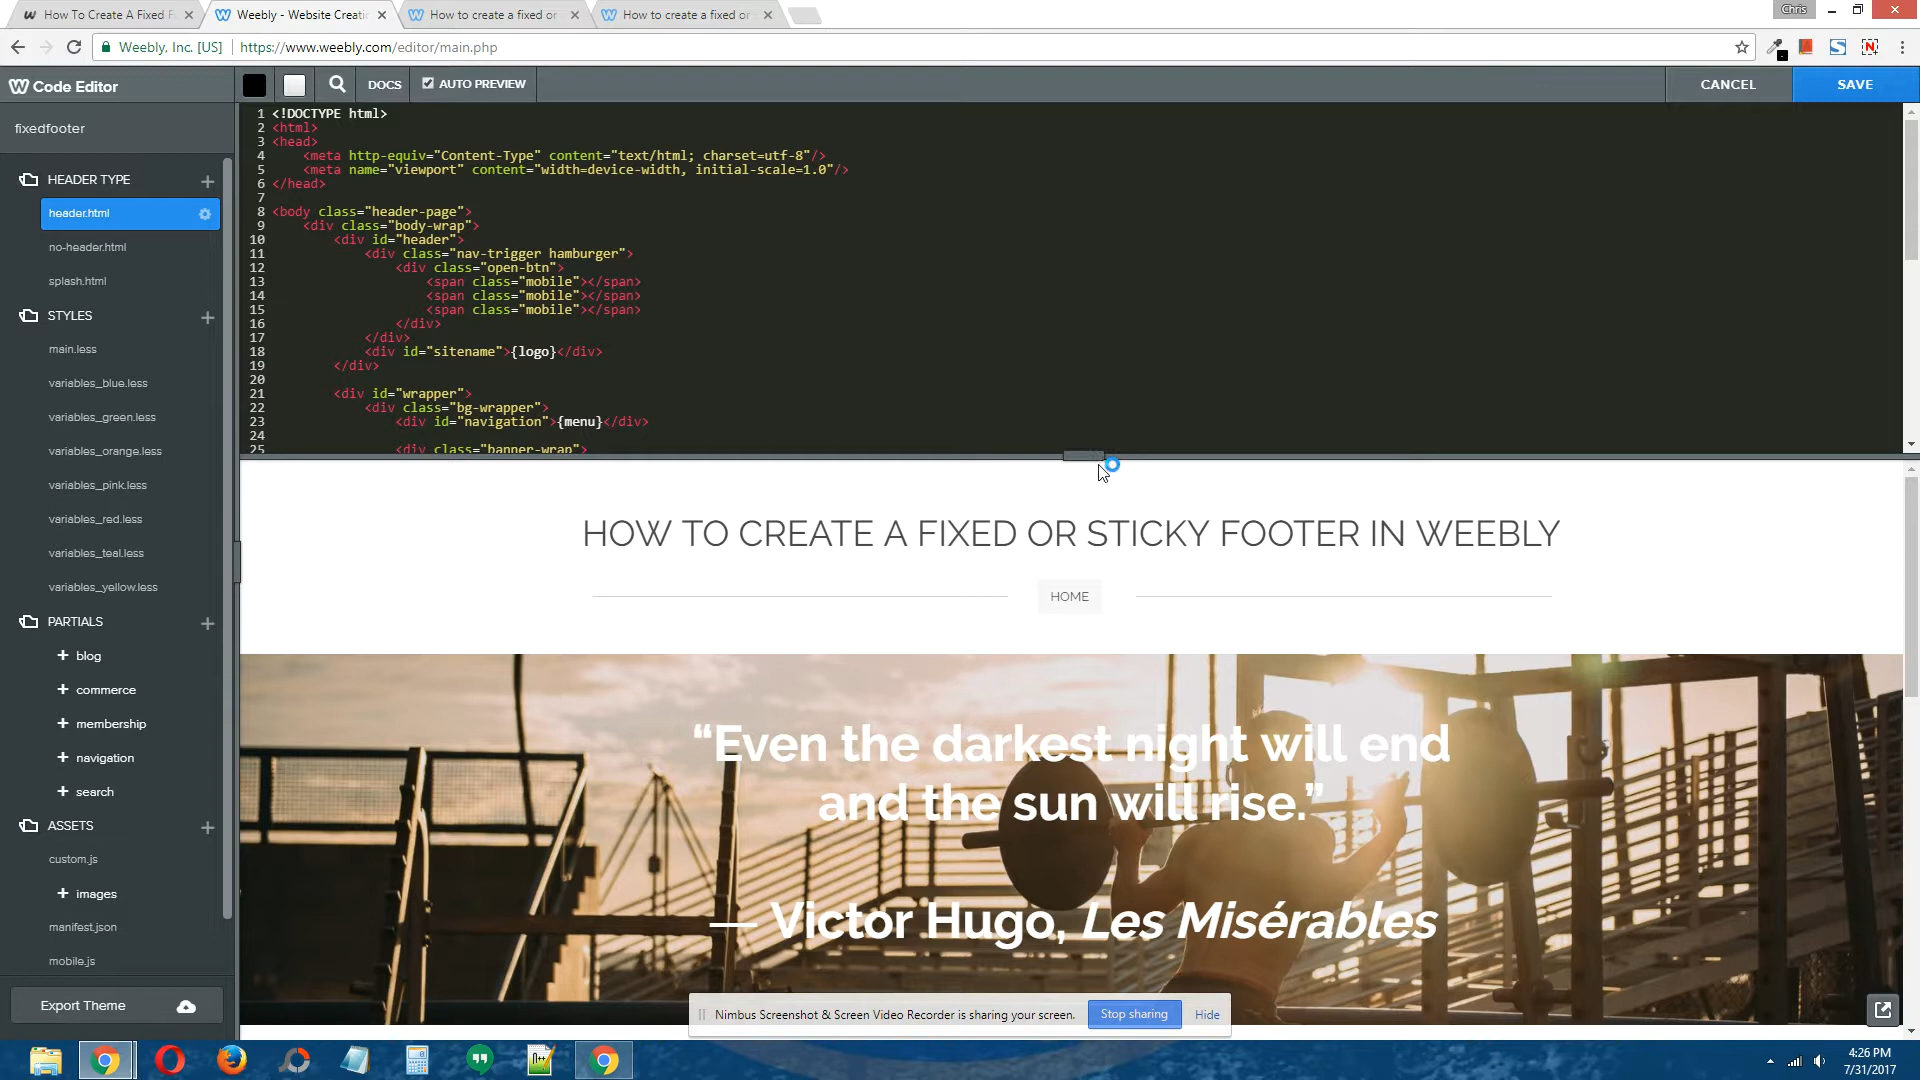 How To Create A Fixed F
Weebly - Website Creati
How to create a fixed or
How to create a fixed or
Chris
Weebly, Inc. [US]
https://www.weebly.com/editor/main.php
Code Editor
DOCS
AUTO PREVIEW
CANCEL
SAVE
fixedfooter
HEADER TYPE
header.html
no-header.html
splash.html
STYLES
main.less
variables_blue.less
variables_green.less
variables_orange.less
variables_pink.less
variables_red.less
variables_teal.less
variables_yellow.less
PARTIALS
blog
commerce
membership
navigation
search
ASSETS
custom.js
images
manifest.json
mobile.js
Export Theme
1 <!DOCTYPE html>
2 <html>
3 <head>
4 <meta http-equiv="Content-Type" content="text/html; charset=utf-8"/>
5 <meta name="viewport" content="width=device-width, initial-scale=1.0"/>
6 </head>
7
8 <body class="header-page">
9 <div class="body-wrap">
10 <div id="header">
11 <div class="nav-trigger hamburger">
12 <div class="open-btn">
13 <span class="mobile"></span>
14 <span class="mobile"></span>
15 <span class="mobile"></span>
16 </div>
17 </div>
18 <div id="sitename">{logo}</div>
19 </div>
20
21 <div id="wrapper">
22 <div class="bg-wrapper">
23 <div id="navigation">{menu}</div>
24
25 <div class="banner-wrap">
HOW TO CREATE A FIXED OR STICKY FOOTER IN WEEBLY
HOME
“Even the darkest night will end
and the sun will rise.”
— Victor Hugo, Les Misérables
Nimbus Screenshot & Screen Video Recorder is sharing your screen.
Stop sharing
Hide
4:26 PM
7/31/2017